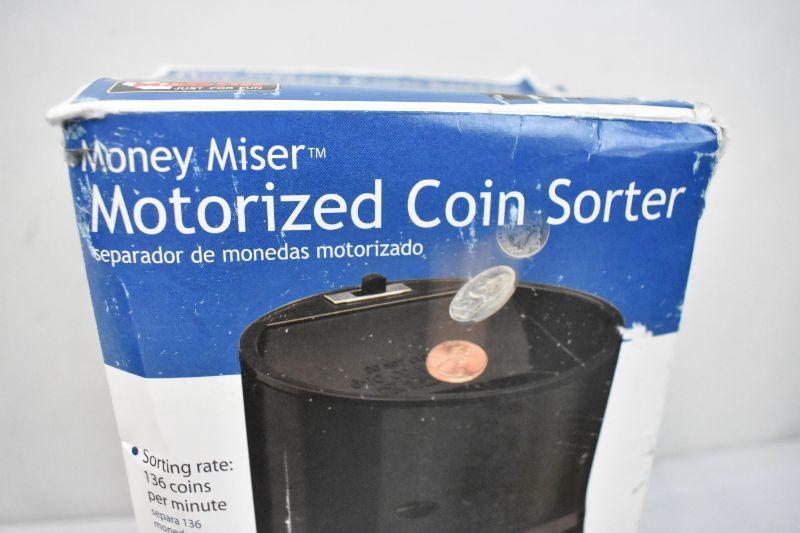 JUST FOR FUN
Money Miser™
Motorized Coin Sorter
separador de monedas motorizado
Sorting rate:
136 coins
per minute
separa 136